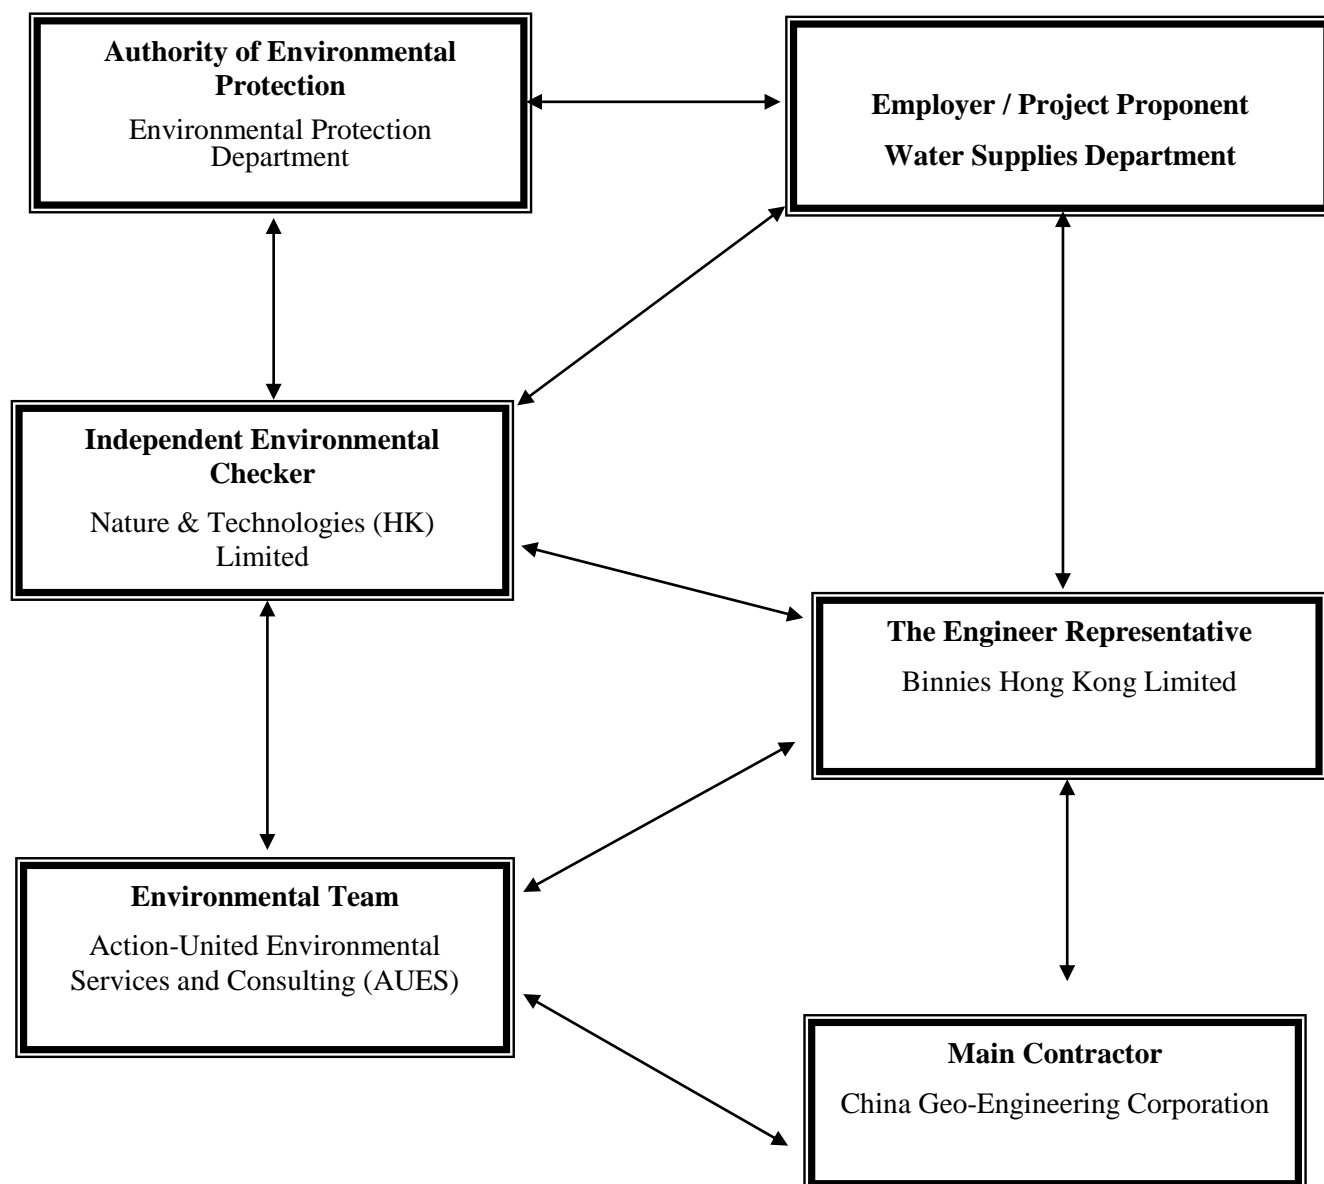 Authority of Environmental
Protection
Environmental Protection
Department
Employer / Project Proponent
Water Supplies Department
Independent Environmental
Checker
Nature & Technologies (HK)
Limited
The Engineer Representative
Binnies Hong Kong Limited
Environmental Team
Action-United Environmental
Services and Consulting (AUES)
Main Contractor
China Geo-Engineering Corporation